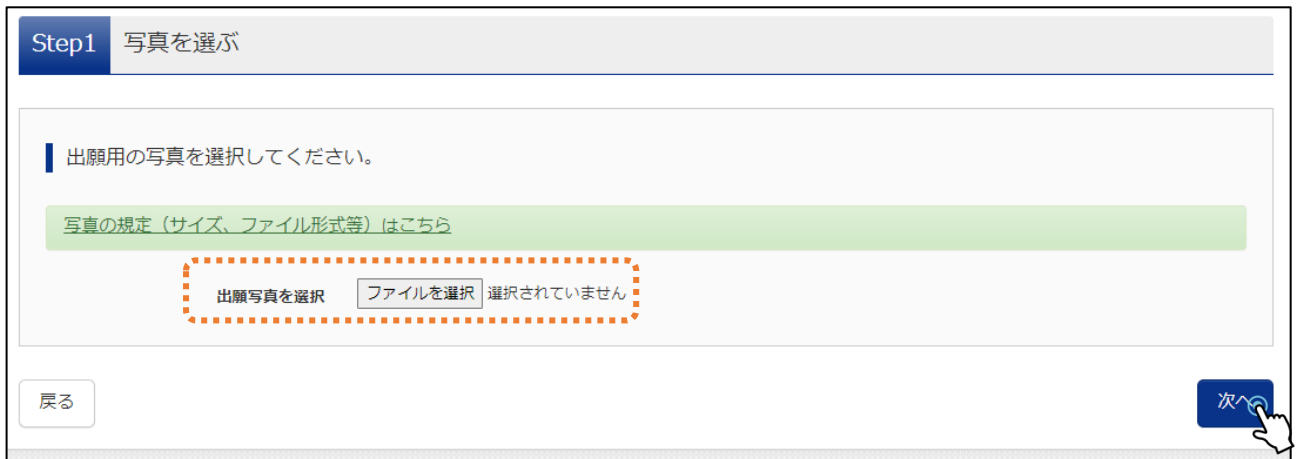 Step1 写真を選ぶ
出願用の写真を選択してください。
写真の規定（サイズ、ファイル形式等）はこちら
出願写真を選択 ファイルを選択 選択されていません
戻る 次へ